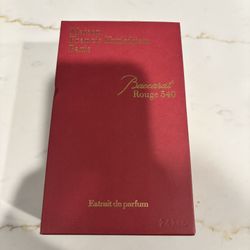 Maison
Francis Kurkdjian
Paris
Baccarat
Rouge 540
Extrait de parfum